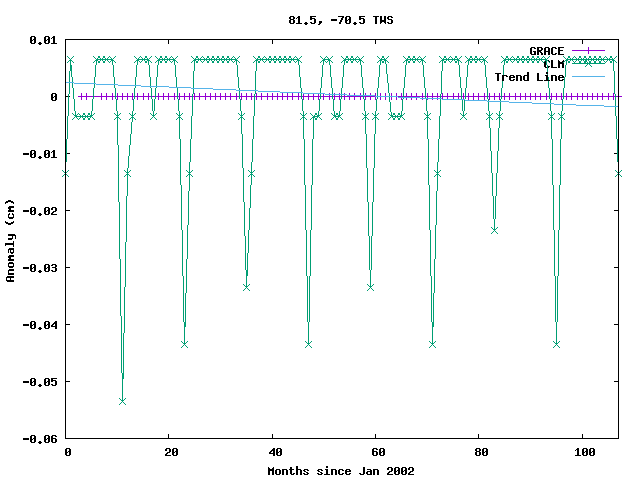 81.5, -70.5 TWS
GRACE
CLM
Trend Line
0.01
0
-0.01
-0.02
-0.03
-0.04
-0.05
-0.06
Anomaly (cm)
0 20 40 60 80 100
Months since Jan 2002